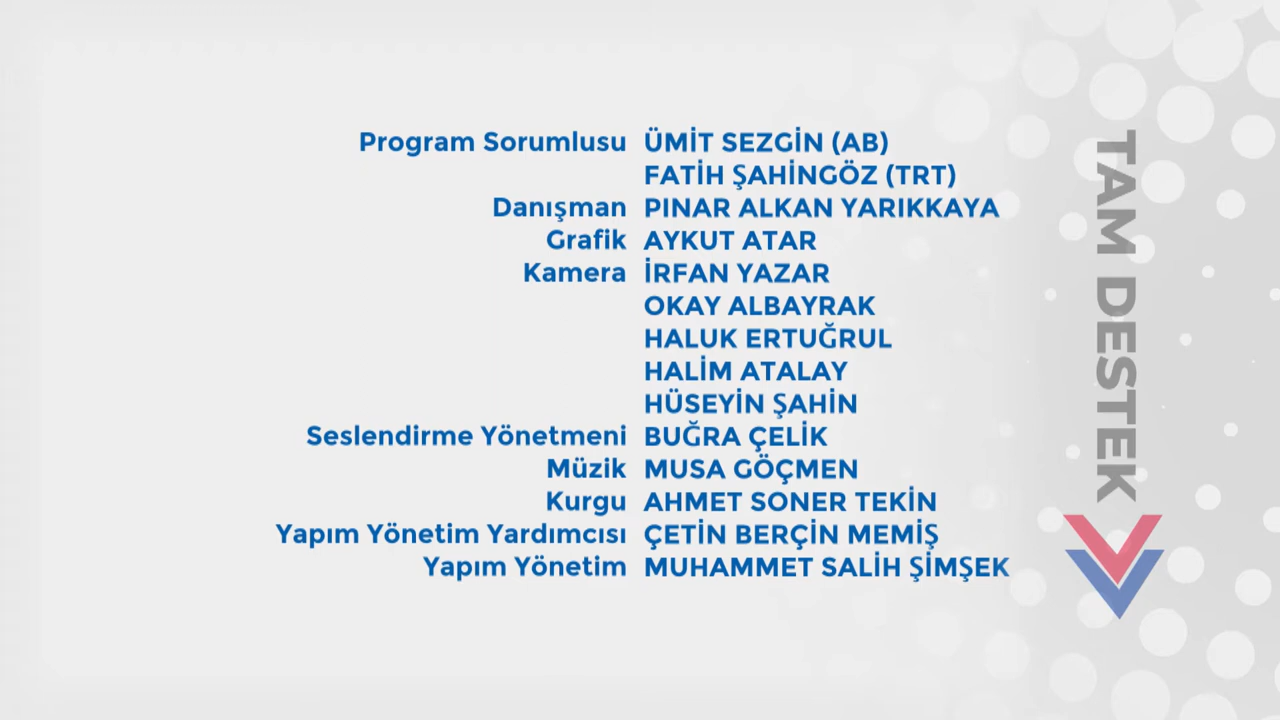 Program Sorumlusu ÜMİT SEZGİN (AB)
FATİH ŞAHİNGÖZ (TRT)
Danışman PINAR ALKAN YARIKKAYA
Grafik AYKUT ATAR
Kamera İRFAN YAZAR
OKAY ALBAYRAK
HALUK ERTUĞRUL
HALİM ATALAY
HÜSEYİN ŞAHİN
Seslendirme Yönetmeni BUĞRA ÇELİK
Müzik MUSA GÖÇMEN
Kurgu AHMET SONER TEKİN
Yapım Yönetim Yardımcısı ÇETİN BERÇİN MEMİŞ
Yapım Yönetim MUHAMMET SALİH ŞİMŞEK
TAM DESTEK